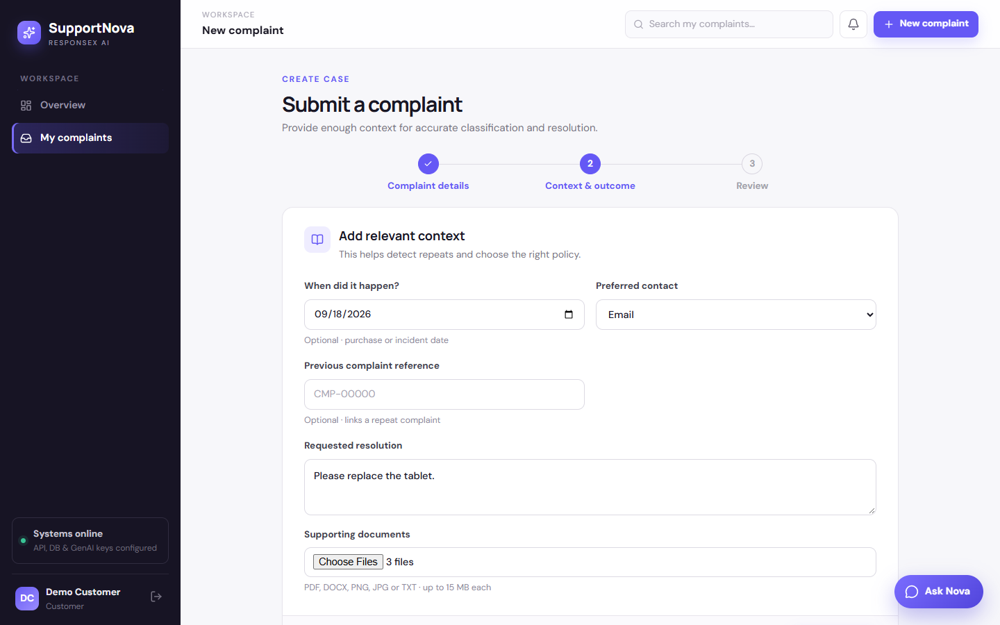 SupportNova
RESPONSEX AI
WORKSPACE
Overview
My complaints
Systems online
API, DB & GenAI keys configured
DC
Demo Customer
Customer
WORKSPACE
New complaint
Search my complaints…
New complaint
CREATE CASE
Submit a complaint
Provide enough context for accurate classification and resolution.
Complaint details
2
Context & outcome
3
Review
Add relevant context
This helps detect repeats and choose the right policy.
When did it happen?
09/18/2026
Optional · purchase or incident date
Preferred contact
Email
Previous complaint reference
CMP-00000
Optional · links a repeat complaint
Requested resolution
Please replace the tablet.
Supporting documents
Choose Files 3 files
PDF, DOCX, PNG, JPG or TXT · up to 15 MB each
Ask Nova